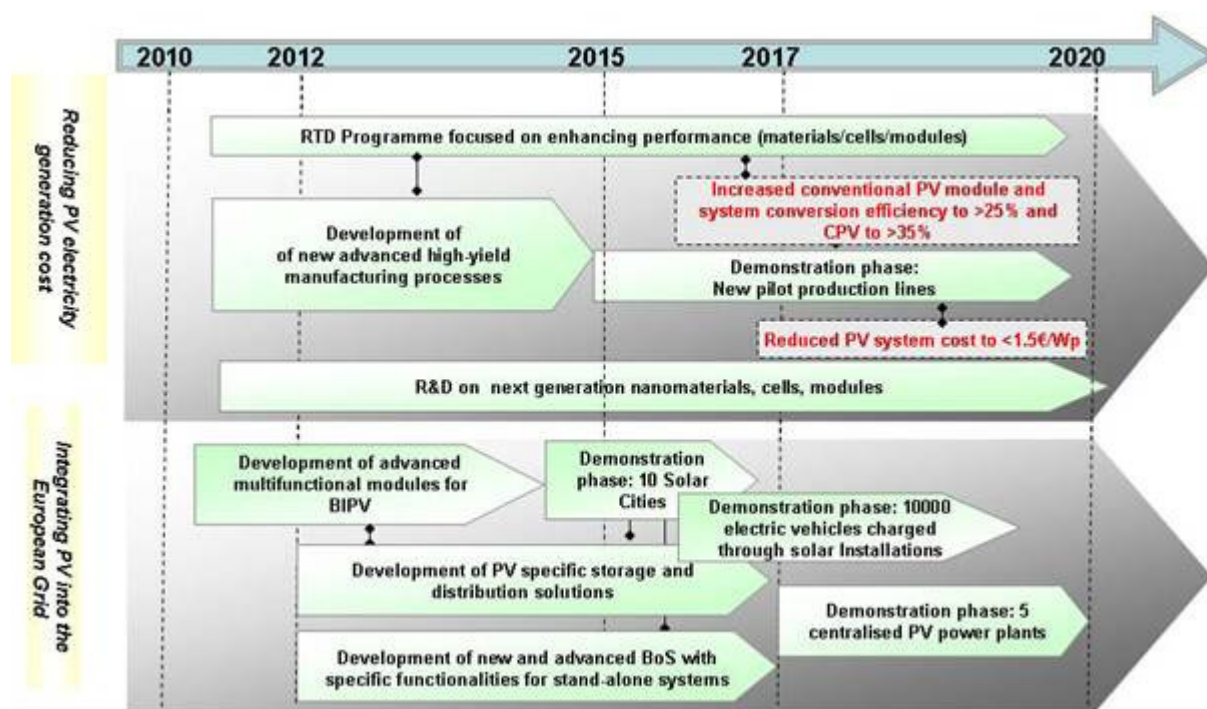 2010
2012
2015
2017
2020
Reducing PV electricity
generation cost
RTD Programme focused on enhancing performance (materials/cells/modules)
Increased conventional PV module and
system conversion efficiency to >25% and
CPV to >35%
Development of
of new advanced high-yield
manufacturing processes
Demonstration phase:
New pilot production lines
Reduced PV system cost to <1.5€/Wp
R&D on next generation nanomaterials, cells, modules
Integrating PV into the
European Grid
Development of advanced
multifunctional modules for
BIPV
Demonstration
phase: 10 Solar
Cities
Demonstration phase: 10000
electric vehicles charged
through solar Installations
Development of PV specific storage and
distribution solutions
Demonstration phase: 5
centralised PV power plants
Development of new and advanced BoS with
specific functionalities for stand-alone systems